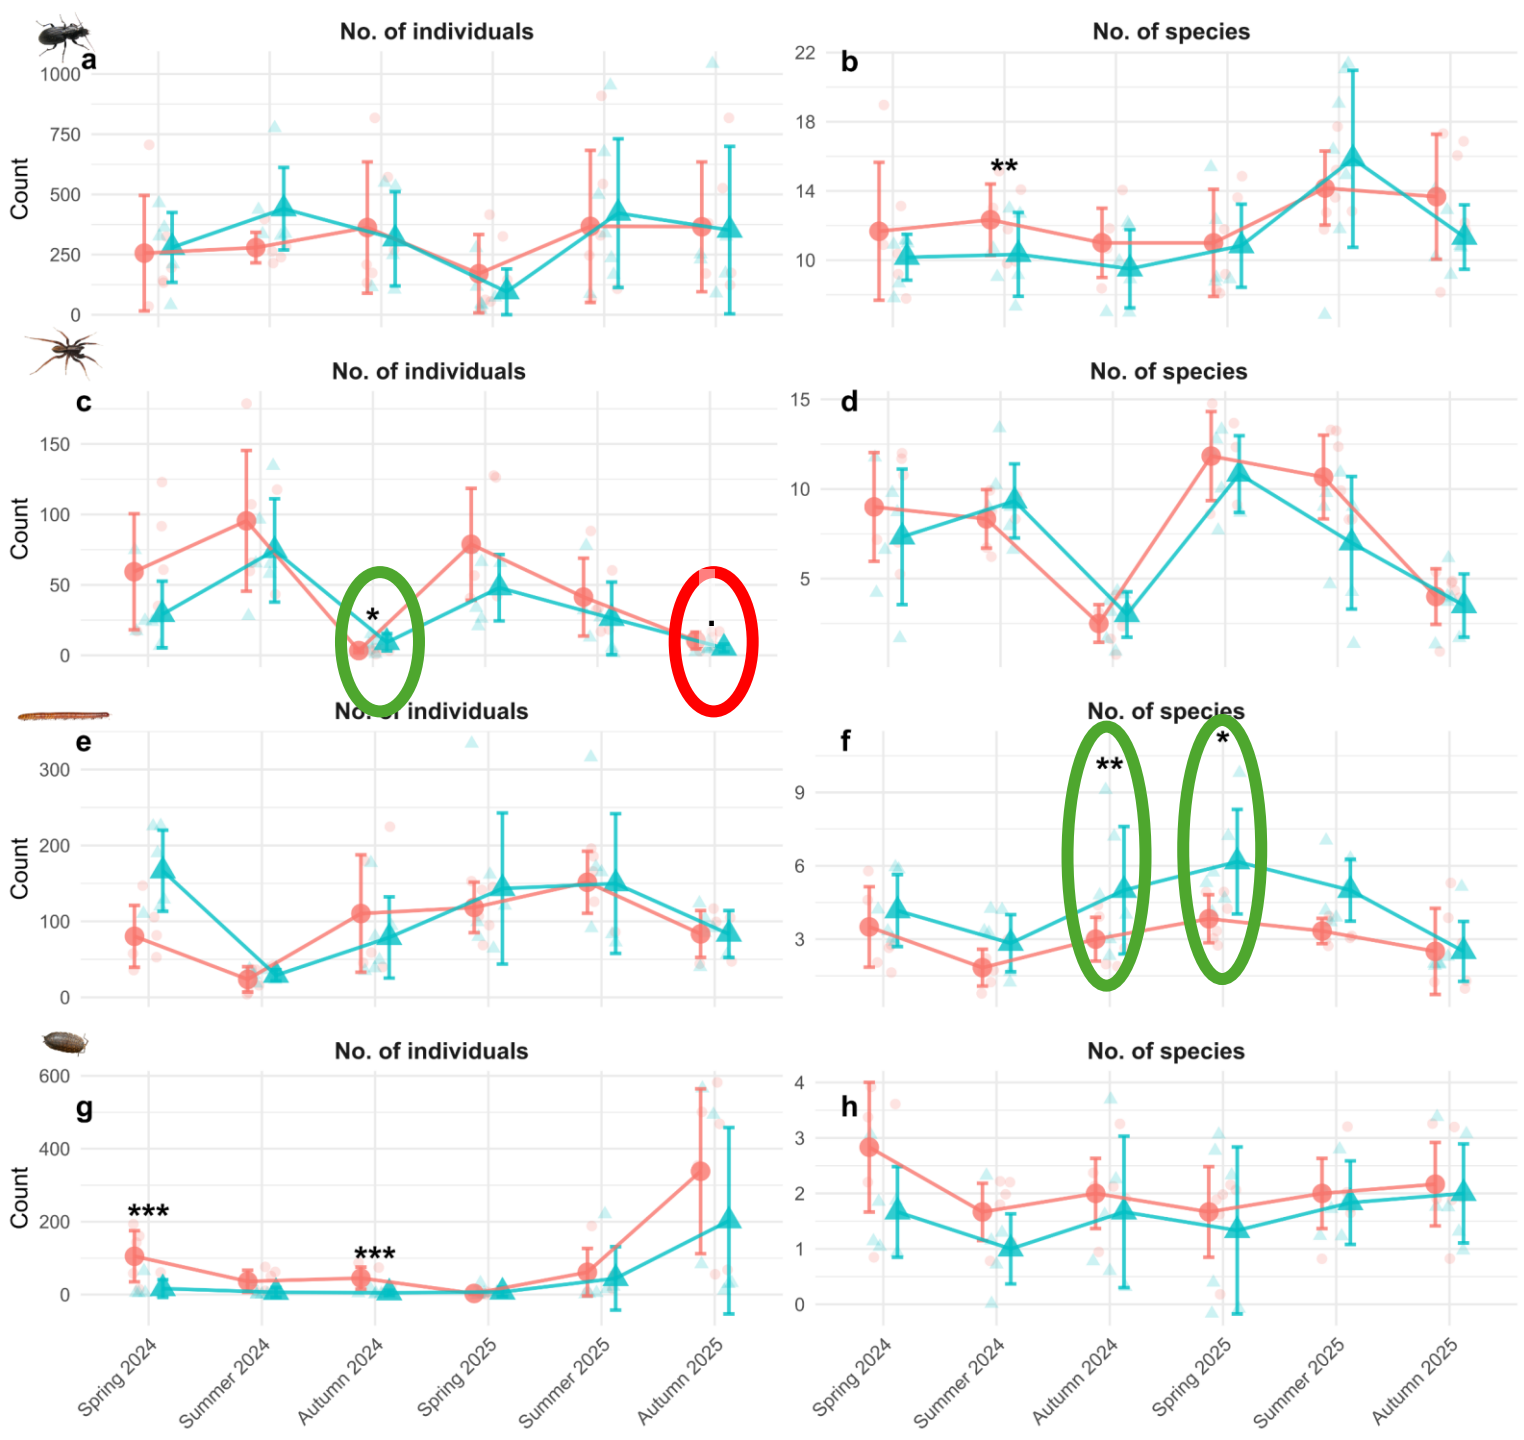 No. of individuals
No. of species
a
b
1000
750
500
250
0
Count
22
18
14
10
**
No. of individuals
No. of species
c
d
150
100
50
0
Count
*
.
15
10
5
No. of individuals
No. of species
e
f
300
200
100
0
Count
9
6
3
**
*
No. of individuals
No. of species
g
h
600
400
200
0
Count
***
***
4
3
2
1
0
Spring 2024
Summer 2024
Autumn 2024
Spring 2025
Summer 2025
Autumn 2025
Spring 2024
Summer 2024
Autumn 2024
Spring 2025
Summer 2025
Autumn 2025